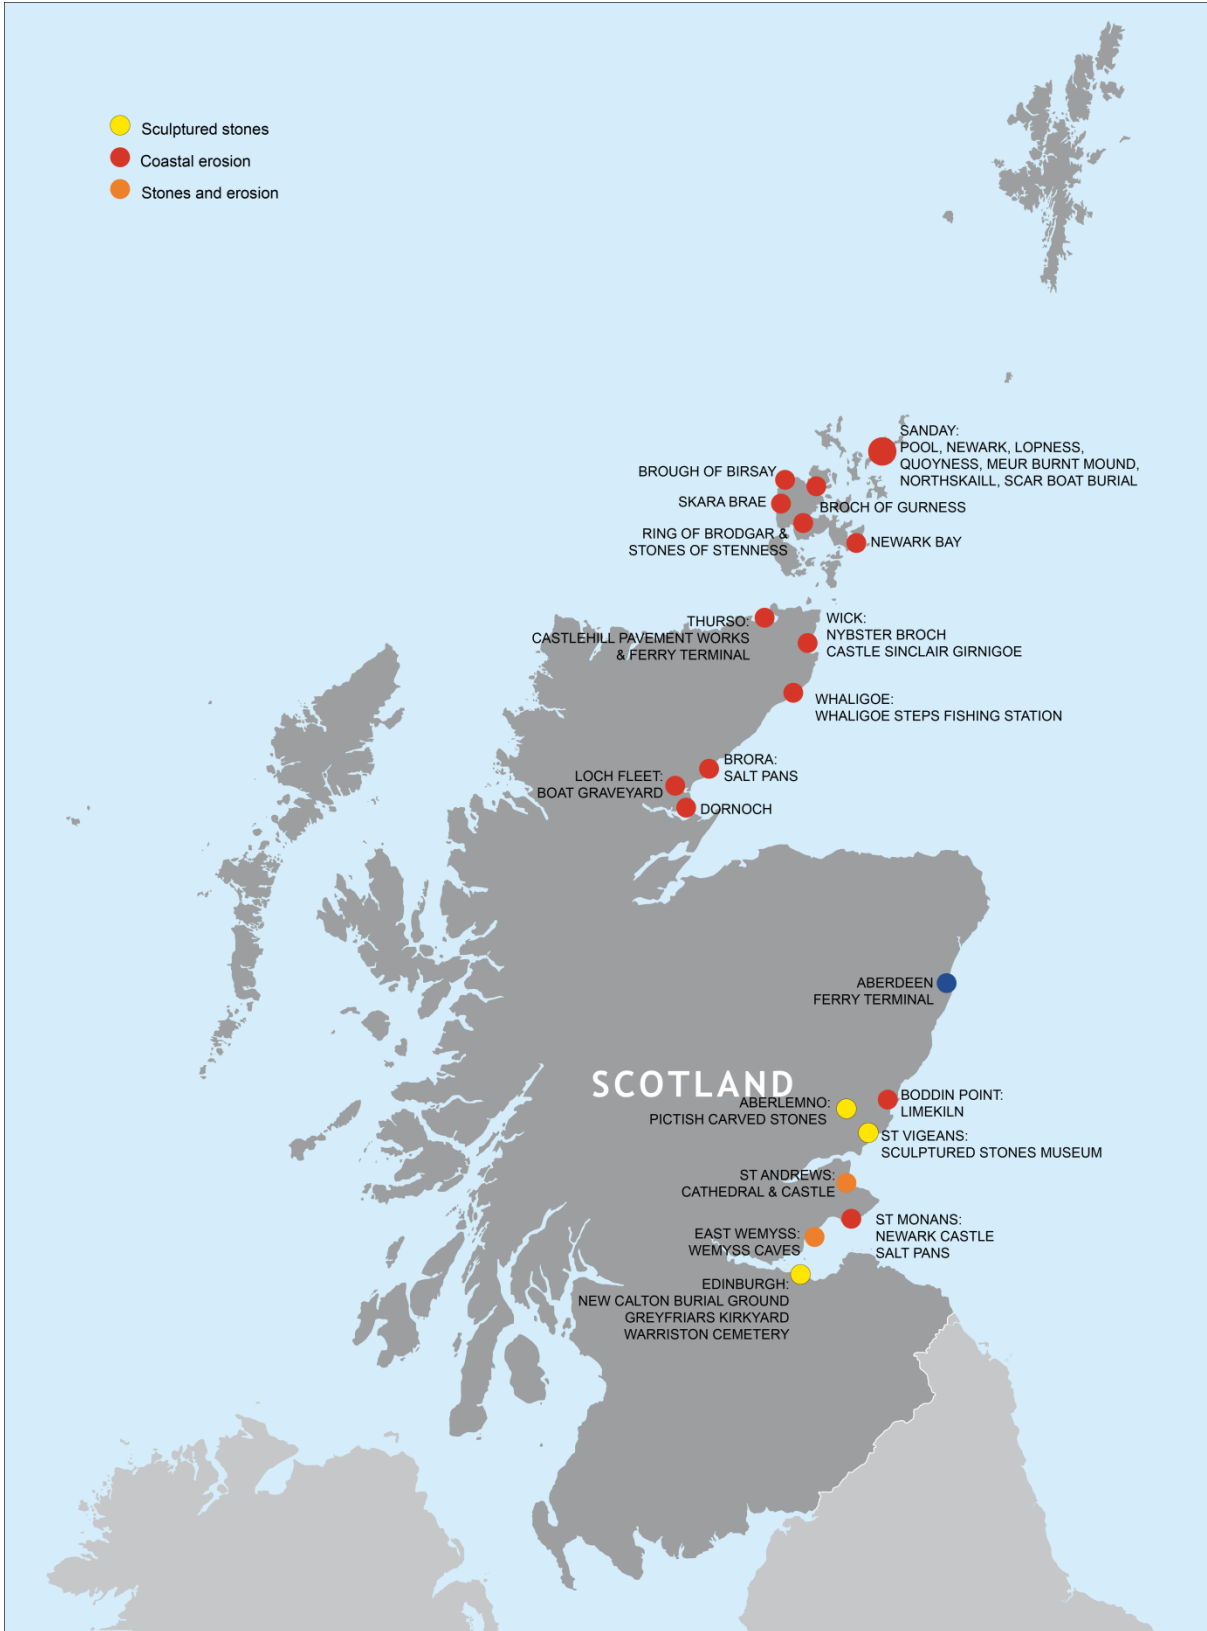 Sculptured stones
Coastal erosion
Stones and erosion
SANDAY:
POOL, NEWARK, LOPNESS,
QUOYNESS, MEUR BURNT MOUND,
NORTHSKAILL, SCAR BOAT BURIAL
BROUGH OF BIRSAY
SKARA BRAE
BROCH OF GURNESS
RING OF BRODGAR &
STONES OF STENNESS
NEWARK BAY
THURSO:
CASTLEHILL PAVEMENT WORKS
& FERRY TERMINAL
WICK:
NYBSTER BROCH
CASTLE SINCLAIR GIRNIGOE
WHALIGOE:
WHALIGOE STEPS FISHING STATION
BRORA:
SALT PANS
LOCH FLEET:
BOAT GRAVEYARD
DORNOCH
ABERDEEN
FERRY TERMINAL
SCOTLAND
ABERLEMNO:
PICTISH CARVED STONES
BODDIN POINT:
LIMEKILN
ST VIGEANS:
SCULPTURED STONES MUSEUM
ST ANDREWS:
CATHEDRAL & CASTLE
ST MONANS:
NEWARK CASTLE
SALT PANS
EAST WEMYSS:
WEMYSS CAVES
EDINBURGH:
NEW CALTON BURIAL GROUND
GREYFRIARS KIRKYARD
WARRISTON CEMETERY